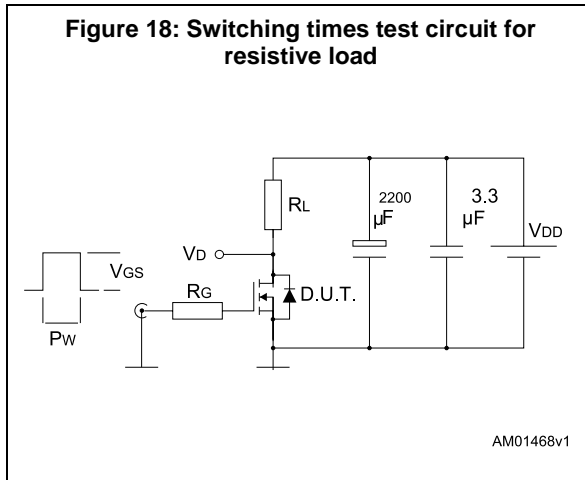 Figure 18: Switching times test circuit for
resistive load
RL
2200
μF
3.3
μF
VDD
VD
VGS
RG
D.U.T.
PW
AM01468v1